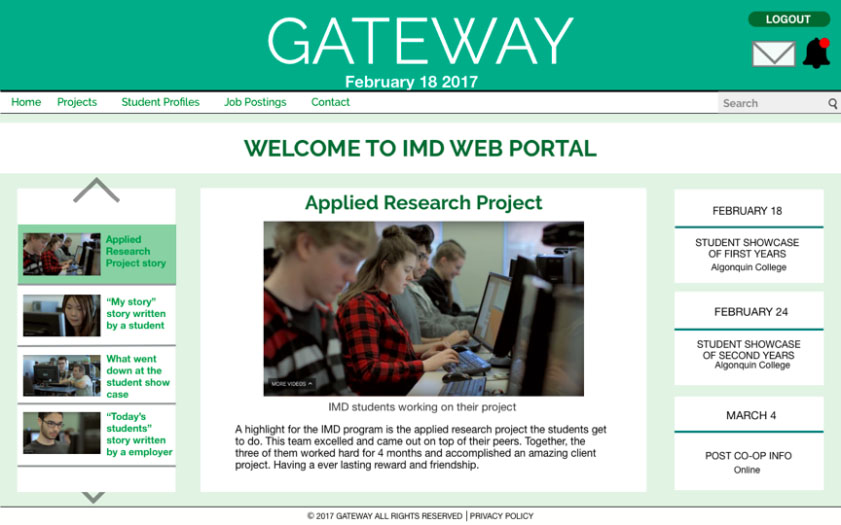 GATEWAY
February 18 2017
LOGOUT
Home Projects Student Profiles Job Postings Contact
Search
WELCOME TO IMD WEB PORTAL
Applied
Research
Project story
“My story”
story written
by a student
What went
down at the
student show
case
“Today’s
students”
story written
by a employer
Applied Research Project
MORE VIDEOS
IMD students working on their project
A highlight for the IMD program is the applied research project the students get
to do. This team excelled and came out on top of their peers. Together, the
three of them worked hard for 4 months and accomplished an amazing client
project. Having a ever lasting reward and friendship.
FEBRUARY 18
STUDENT SHOWCASE
OF FIRST YEARS
Algonquin College
FEBRUARY 24
STUDENT SHOWCASE
OF SECOND YEARS
Algonquin College
MARCH 4
POST CO-OP INFO
Online
© 2017 GATEWAY ALL RIGHTS RESERVED | PRIVACY POLICY